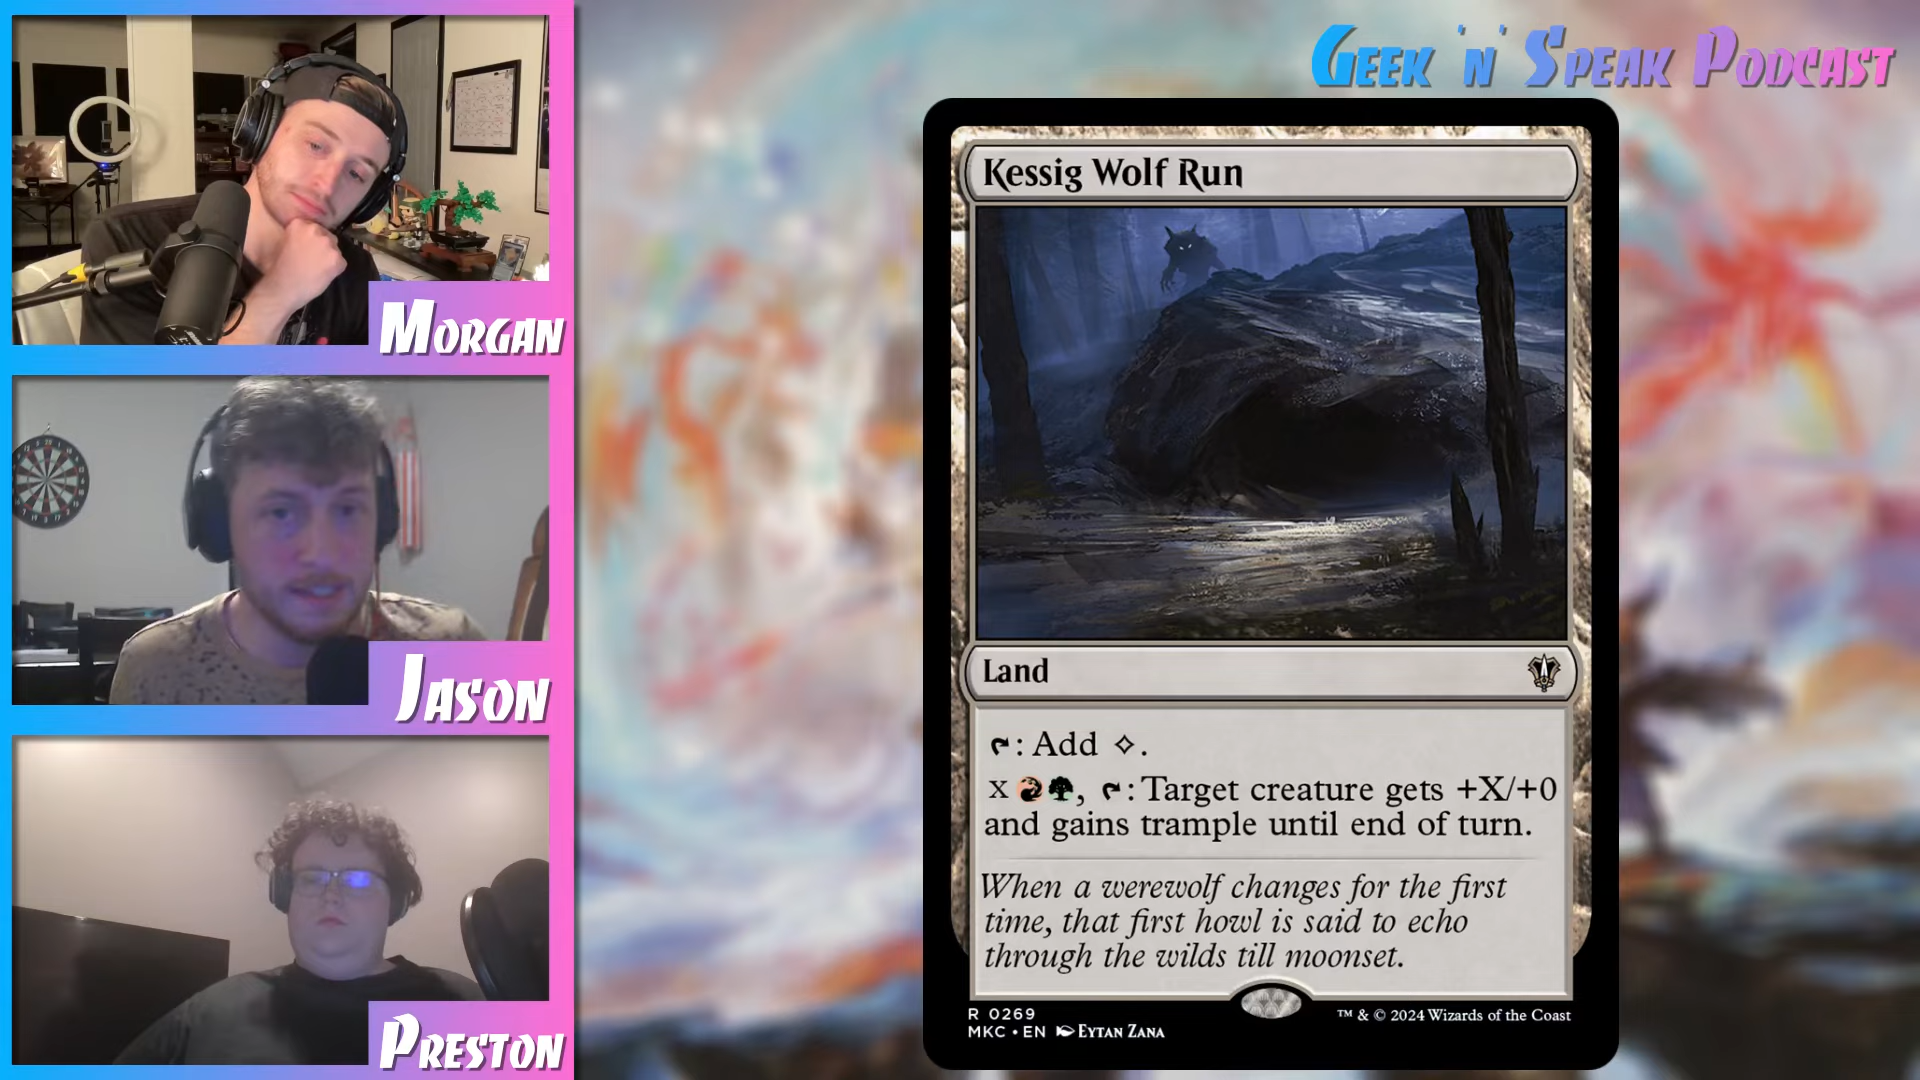 Geek 'n' Speak Podcast
Morgan
Jason
Preston
Kessig Wolf Run
Land
: Add .
X , : Target creature gets +X/+0
and gains trample until end of turn.
When a werewolf changes for the first
time, that first howl is said to echo
through the wilds till moonset.
R 0269
MKC • EN Eytan Zana
™ & © 2024 Wizards of the Coast